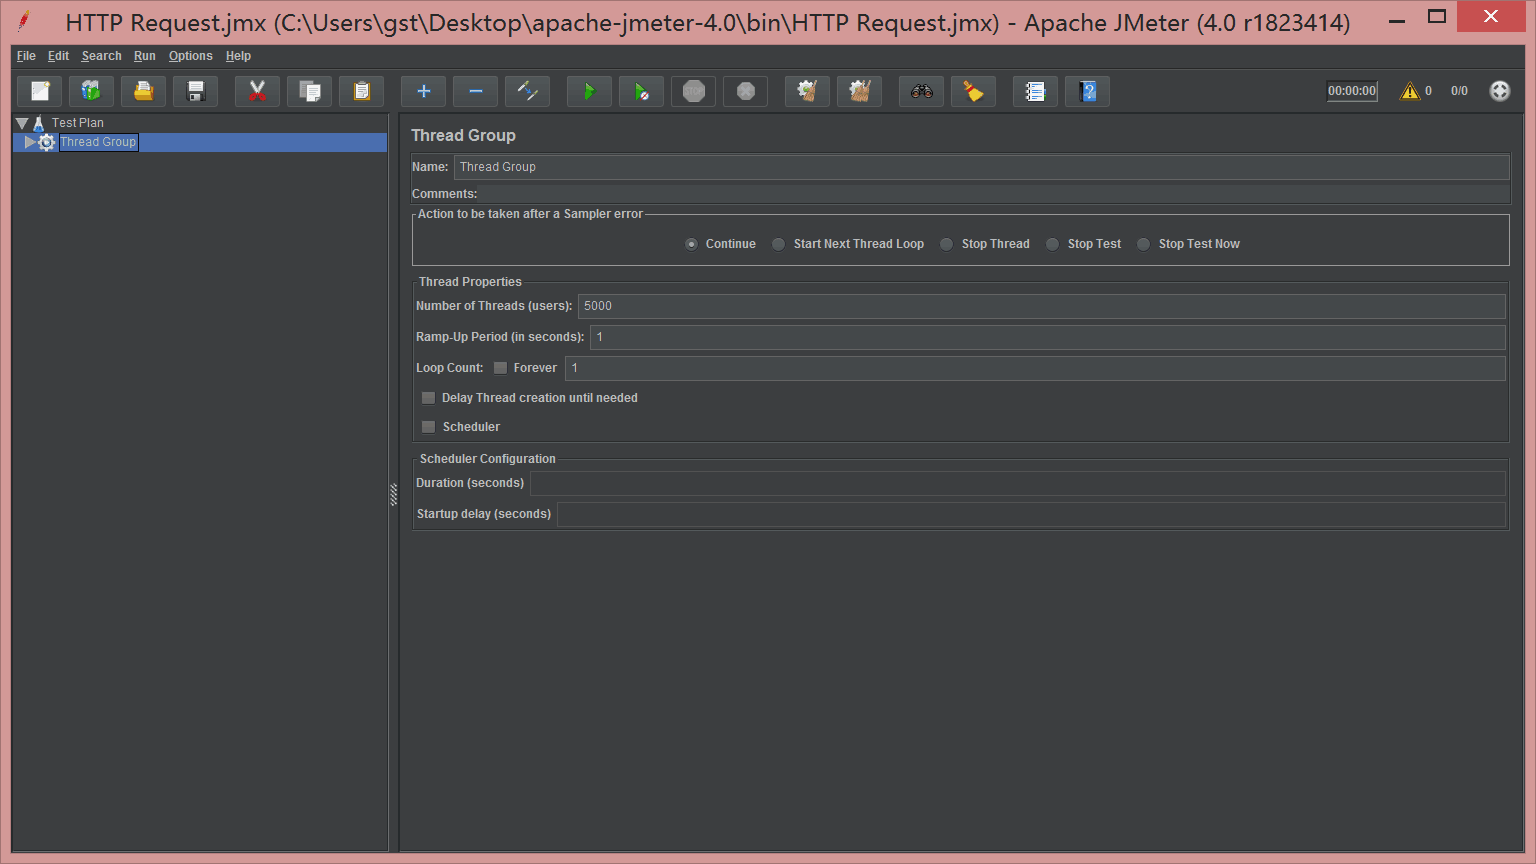 HTTP Request.jmx (C:\Users\gst\Desktop\apache-jmeter-4.0\bin\HTTP Request.jmx) - Apache JMeter (4.0 r1823414)
File Edit Search Run Options Help
STOP 00:00:00 0 0/0
Test Plan
Thread Group
Thread Group
Name: Thread Group
Comments:
Action to be taken after a Sampler error
Continue Start Next Thread Loop Stop Thread Stop Test Stop Test Now
Thread Properties
Number of Threads (users): 5000
Ramp-Up Period (in seconds): 1
Loop Count: Forever 1
Delay Thread creation until needed
Scheduler
Scheduler Configuration
Duration (seconds)
Startup delay (seconds)